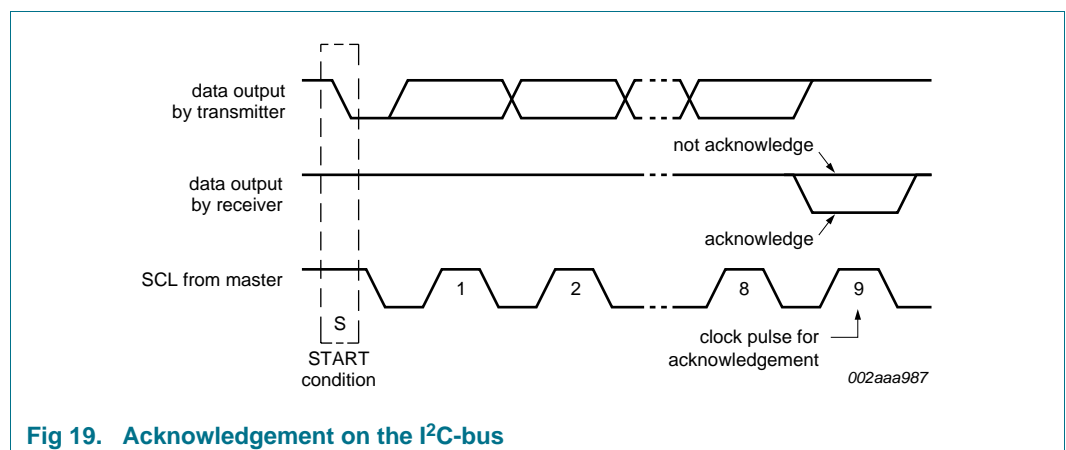 data output
by transmitter
not acknowledge
data output
by receiver
acknowledge
SCL from master
1
2
8
9
S
START
condition
clock pulse for
acknowledgement
002aaa987
Fig 19. Acknowledgement on the I²C-bus